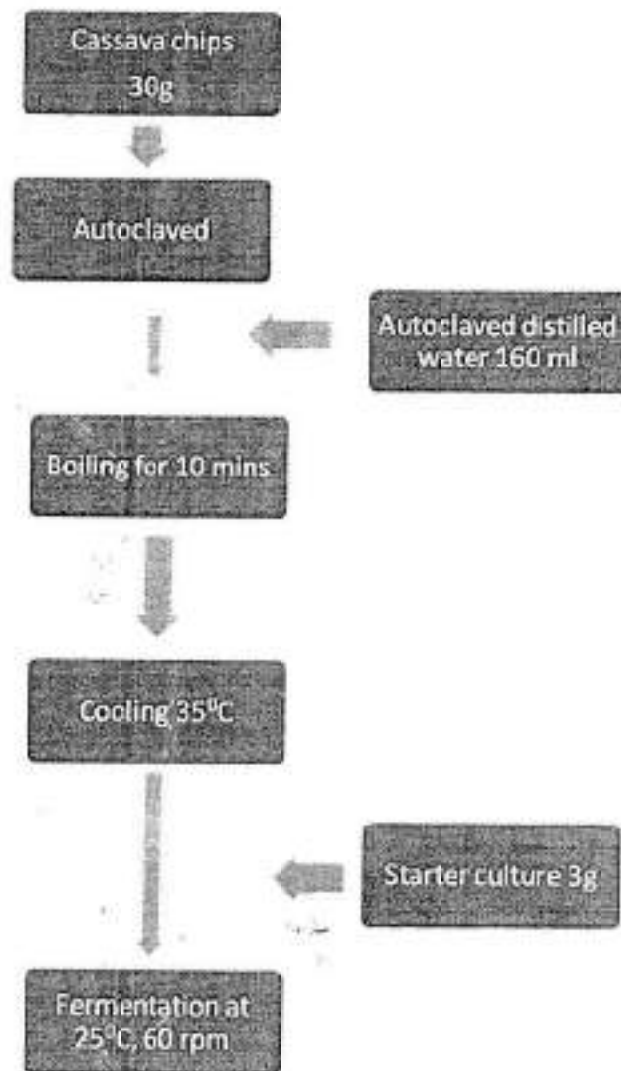 Cassava chips
30g
Autoclaved
Autoclaved distilled
water 160 ml
Boiling for 10 mins
Cooling 35⁰C
Starter culture 3g
Fermentation at
25⁰C, 60 rpm